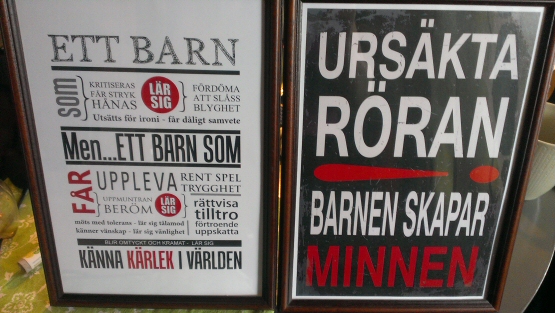 ETT BARN
som
KRITISERAS
FÅR STRYK
HÅNAS
LÄR
SIG
FÖRDÖMA
ATT SLÅSS
BLYGHET
Utsätts för ironi - får dåligt samvete
Men...ETT BARN SOM
FÅR
UPPLEVA
RENT SPEL
TRYGGHET
UPPMUNTRAN
BERÖM
LÄR
SIG
rättvisa
tilltro
möts med tolerans - lär sig tålamod
känner vänskap - lär sig vänlighet
förtroende
uppskatta
BLIR OMTYCKT OCH KRAMAT - LÄR SIG
KÄNNA KÄRLEK I VÄRLDEN
URSÄKTA
RÖRAN
BARNEN SKAPAR
MINNEN